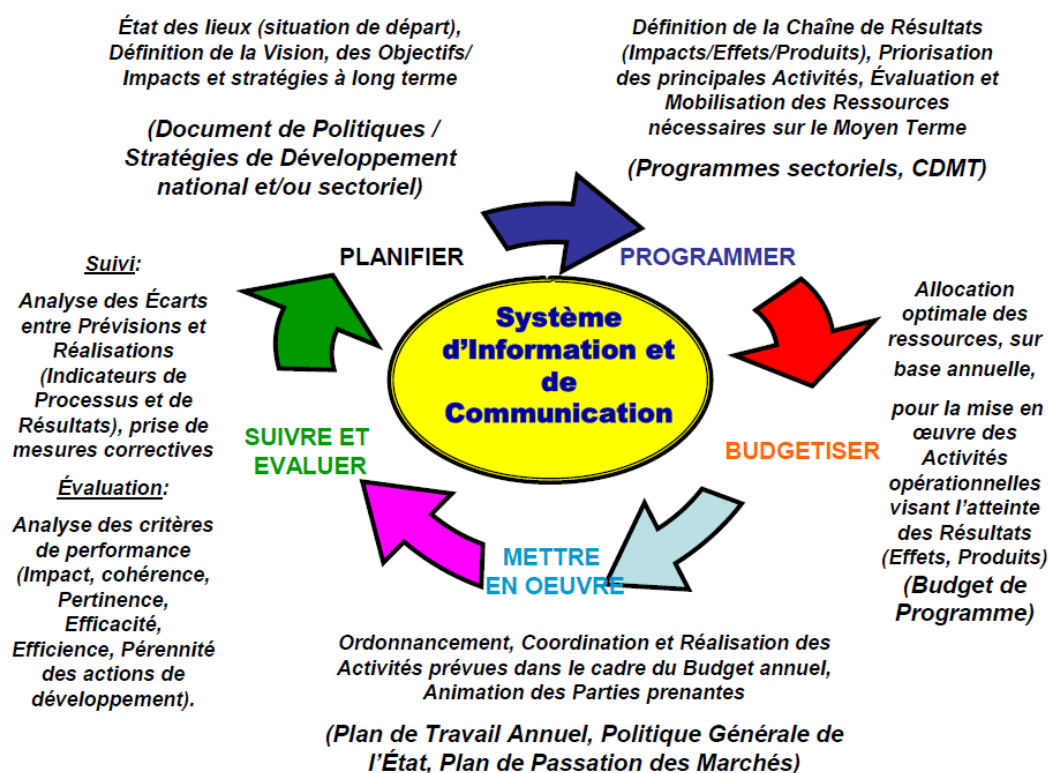 État des lieux (situation de départ),
Définition de la Vision, des Objectifs/
Impacts et stratégies à long terme
(Document de Politiques /
Stratégies de Développement
national et/ou sectoriel)
Définition de la Chaîne de Résultats
(Impacts/Effets/Produits), Priorisation
des principales Activités, Évaluation et
Mobilisation des Ressources
nécessaires sur le Moyen Terme
(Programmes sectoriels, CDMT)
PLANIFIER
PROGRAMMER
Suivi:
Analyse des Écarts
entre Prévisions et
Réalisations
(Indicateurs de
Processus et de
Résultats), prise de
mesures correctives
Évaluation:
Analyse des critères
de performance
(Impact, cohérence,
Pertinence,
Efficacité,
Efficience, Pérennité
des actions de
développement).
Système
d'Information et
de
Communication
Allocation
optimale des
ressources, sur
base annuelle,
pour la mise en
œuvre des
Activités
opérationnelles
visant l'atteinte
des Résultats
(Effets, Produits)
(Budget de
Programme)
SUIVRE ET
EVALUER
BUDGETISER
METTRE
EN OEUVRE
Ordonnancement, Coordination et Réalisation des
Activités prévues dans le cadre du Budget annuel,
Animation des Parties prenantes
(Plan de Travail Annuel, Politique Générale de
l'État, Plan de Passation des Marchés)